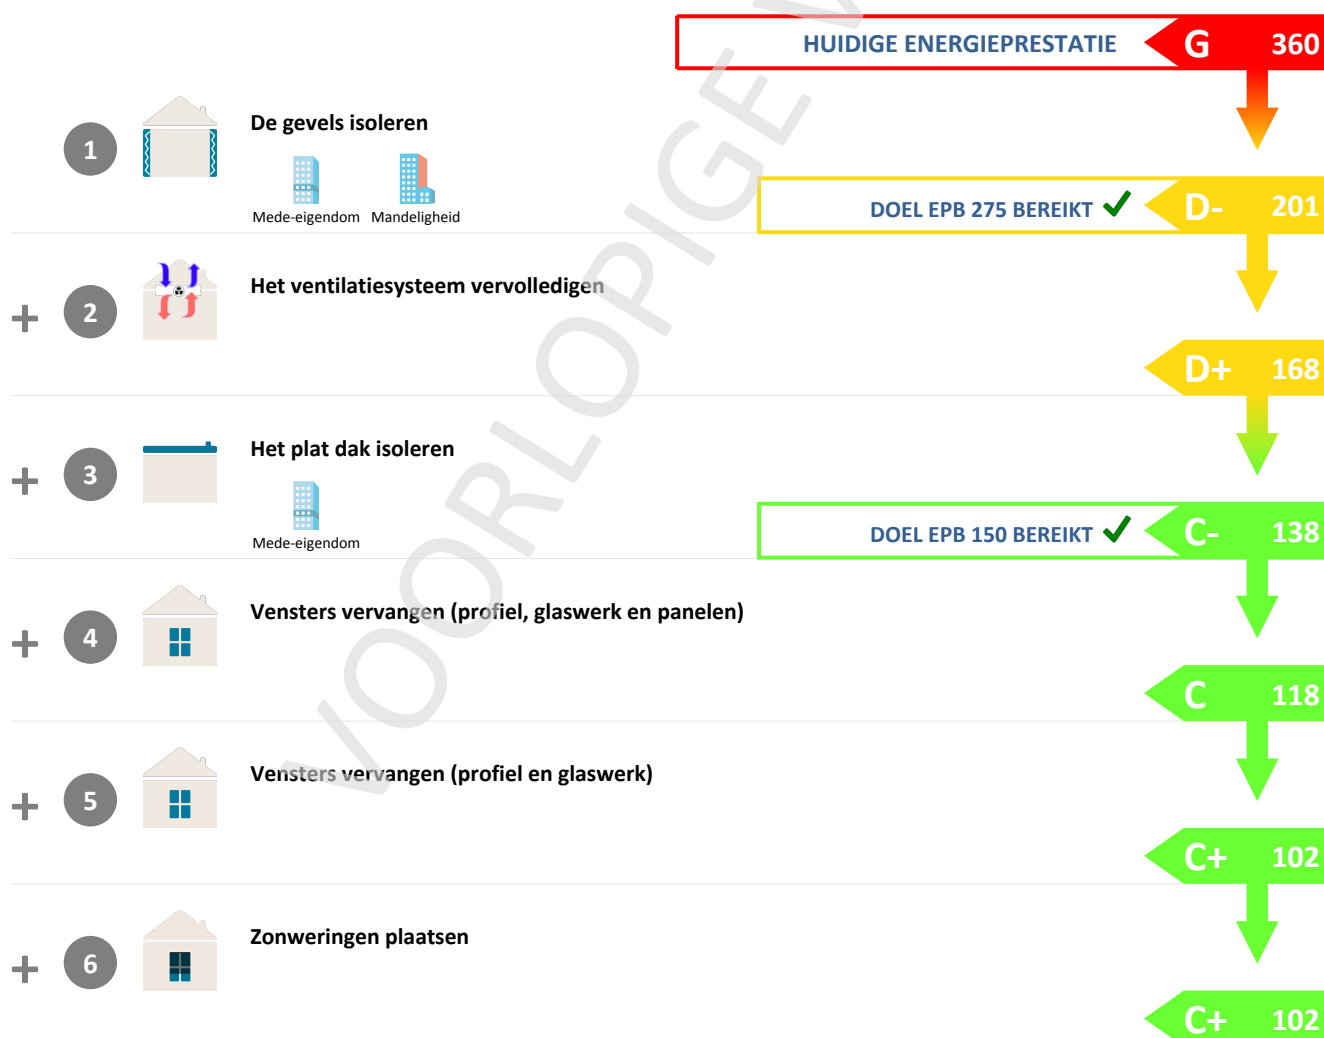 HUIDIGE ENERGIEPRESTATIE G 360
1 De gevels isoleren
Mede-eigendom Mandeligheid
DOEL EPB 275 BEREIKT ✔ D- 201
+ 2 Het ventilatiesysteem vervolledigen
D+ 168
+ 3 Het plat dak isoleren
Mede-eigendom
DOEL EPB 150 BEREIKT ✔ C- 138
+ 4 Vensters vervangen (profiel, glaswerk en panelen)
C 118
+ 5 Vensters vervangen (profiel en glaswerk)
C+ 102
+ 6 Zonweringen plaatsen
C+ 102
VOORLOPIGE V